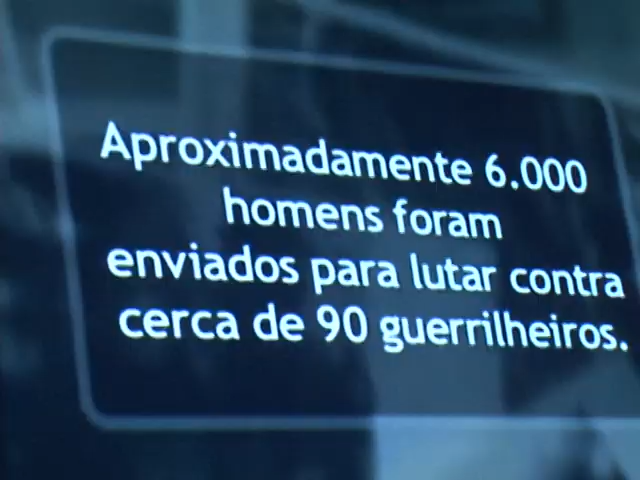 Aproximadamente 6.000
homens foram
enviados para lutar contra
cerca de 90 guerrilheiros.